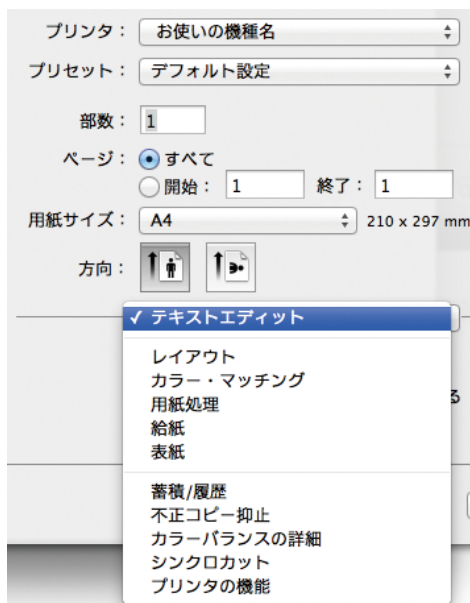 プリンタ： お使いの機種名
プリセット： デフォルト設定
部数： 1
ページ： すべて
開始： 1 終了： 1
用紙サイズ： A4 210 x 297 mm
方向：
✓ テキストエディット
レイアウト
カラー・マッチング
用紙処理
る
給紙
表紙
蓄積/履歴
不正コピー抑止
カラーバランスの詳細
シンクロカット
プリンタの機能